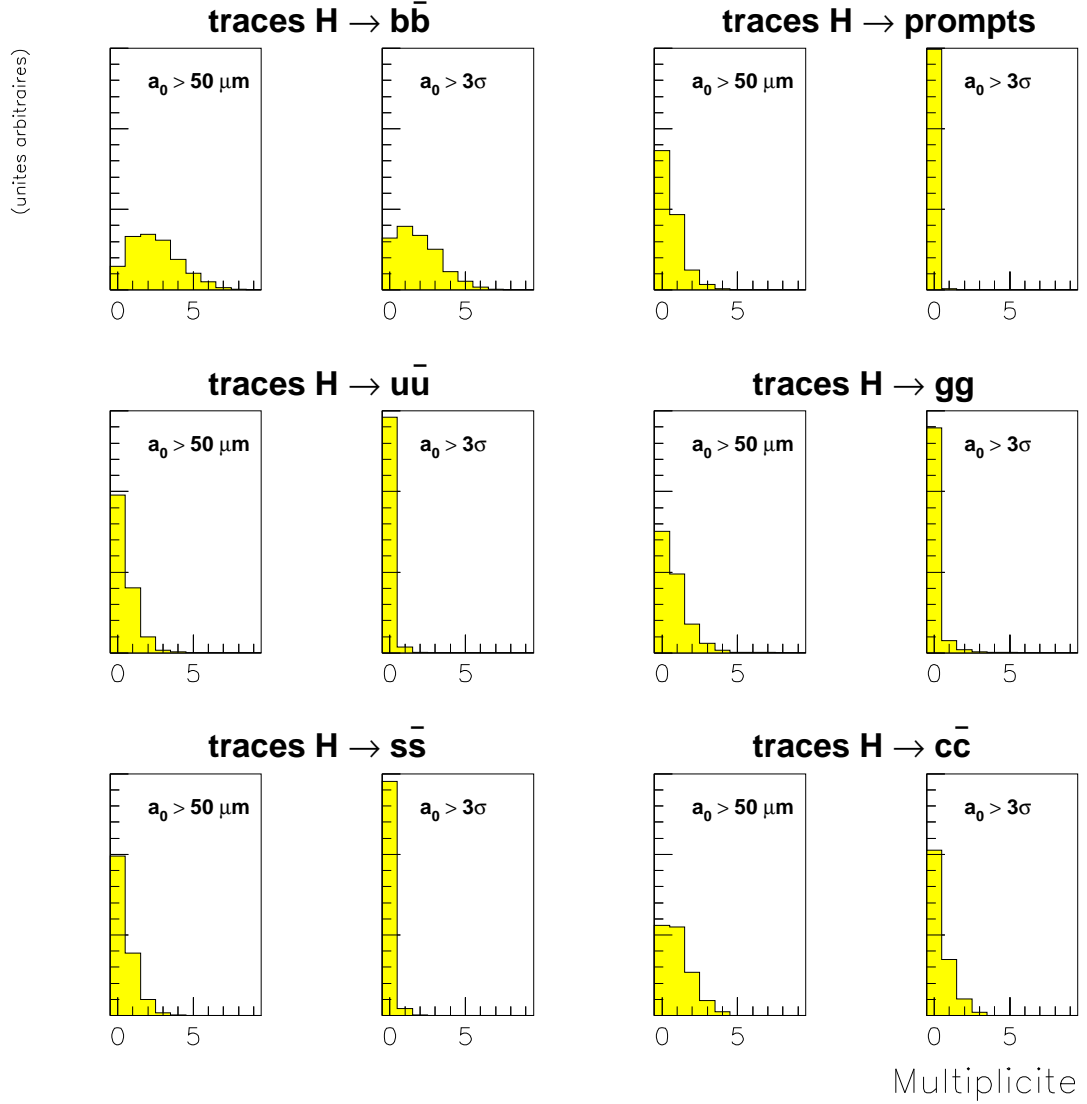 traces H → bb̄ traces H → prompts
(unites arbitraires)
a₀ > 50 μm a₀ > 3σ a₀ > 50 μm a₀ > 3σ
0 5 0 5 0 5 0 5
traces H → uū traces H → gg
a₀ > 50 μm a₀ > 3σ a₀ > 50 μm a₀ > 3σ
0 5 0 5 0 5 0 5
traces H → ss̄ traces H → cc̄
a₀ > 50 μm a₀ > 3σ a₀ > 50 μm a₀ > 3σ
0 5 0 5 0 5 0 5
Multiplicite